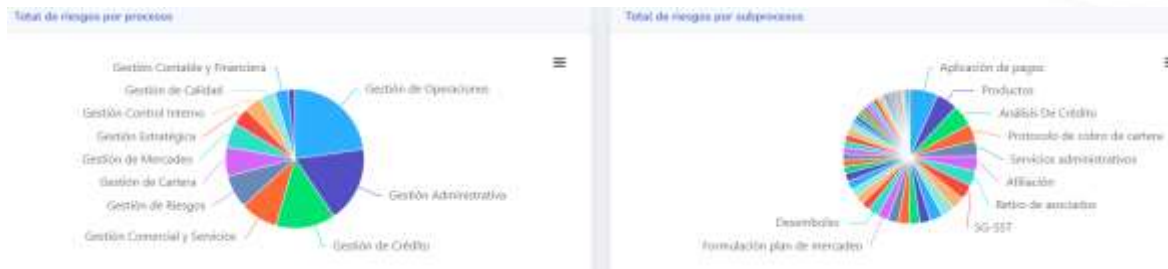 Total de riesgos por procesos
Gestión Contable y Financiera
Gestión de Calidad
Gestión Control Interno
Gestión Estratégica
Gestión de Mercadeo
Gestión de Cartera
Gestión de Riesgos
Gestión Comercial y Servicios
Gestión de Operaciones
Gestión Administrativa
Gestión de Crédito
Total de riesgos por subprocesos
Aplicación de pagos
Productos
Análisis De Crédito
Protocolo de cobro de cartera
Servicios administrativos
Afiliación
Retiro de asociados
SG-SST
Desembolso
Formulación plan de mercadeo